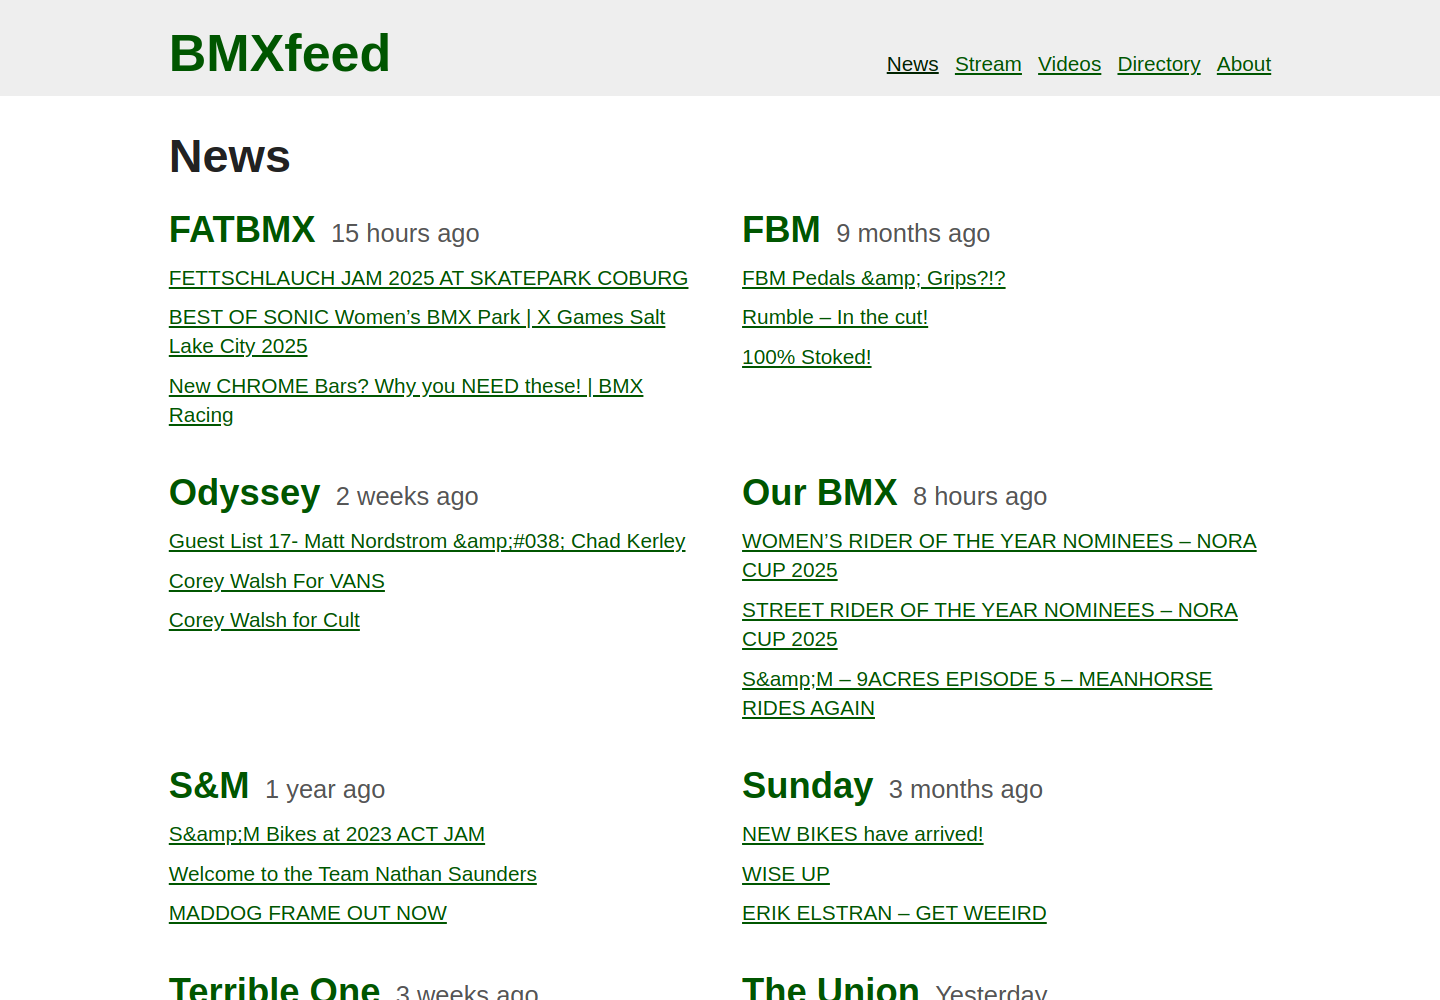 BMXfeed
News Stream Videos Directory About
News
FATBMX 15 hours ago
FETTSCHLAUCH JAM 2025 AT SKATEPARK COBURG
BEST OF SONIC Women’s BMX Park | X Games Salt
Lake City 2025
New CHROME Bars? Why you NEED these! | BMX
Racing
FBM 9 months ago
FBM Pedals &amp; Grips?!?
Rumble – In the cut!
100% Stoked!
Odyssey 2 weeks ago
Guest List 17- Matt Nordstrom &amp;#038; Chad Kerley
Corey Walsh For VANS
Corey Walsh for Cult
Our BMX 8 hours ago
WOMEN’S RIDER OF THE YEAR NOMINEES – NORA
CUP 2025
STREET RIDER OF THE YEAR NOMINEES – NORA
CUP 2025
S&amp;M – 9ACRES EPISODE 5 – MEANHORSE
RIDES AGAIN
S&M 1 year ago
S&amp;M Bikes at 2023 ACT JAM
Welcome to the Team Nathan Saunders
MADDOG FRAME OUT NOW
Sunday 3 months ago
NEW BIKES have arrived!
WISE UP
ERIK ELSTRAN – GET WEEIRD
Terrible One 3 weeks ago
The Union Yesterday